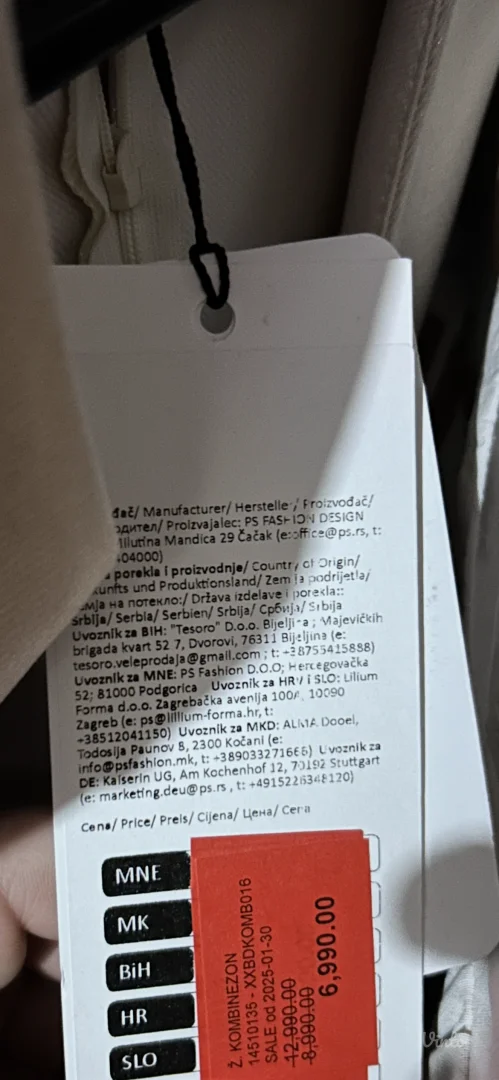 đač/ Manufacturer/ Hersteller/ Proizvođač/
одител/ Proizvajalec: PS FASHION DESIGN
Milutina Mandica 29 Čačak (e:office@ps.rs, t:
404000)
porekla i proizvodnje/ Country of Origin/
kunfts und Produktionsland/ Zemlja podrijetla/
мја на потекло:/ Država izdelave i porekla::
Srbija/ Serbia/ Serbien/ Srbija/ Србија/ Srbija
Uvoznik za BIH: "Tesoro" D.o.o. Bijeljina ; Majevičkih
brigada kvart 52 7, Dvorovi, 76311 Bijeljina (e:
tesoro.veleprodaja@gmail.com ; t: +38755415888)
Uvoznik za MNE: PS Fashion D.O.O; Hercegovačka
52; 81000 Podgorica Uvoznik za HR i SLO: Lilium
Forma d.o.o. Zagrebačka avenija 100A, 10090
Zagreb (e: ps@lilium-forma.hr, t:
+38512041150) Uvoznik za MKD: ALMA Dooel,
Todosija Paunov 8, 2300 Kočani (e:
info@psfashion.mk, t: +389033271666) Uvoznik za
DE: Kaiserin UG, Am Kochenhof 12, 70192 Stuttgart
(e: marketing.deu@ps.rs , t: +4915226348120)
Cena/ Price/ Preis/ Cijena/ Цена/ Cena
MNE
MK
BiH
HR
SLO
Ž. KOMBINEZON
14510135 - XXBDKOMB016
SALE od 2025-01-30
12,990.00
8,990.00
6,990.00